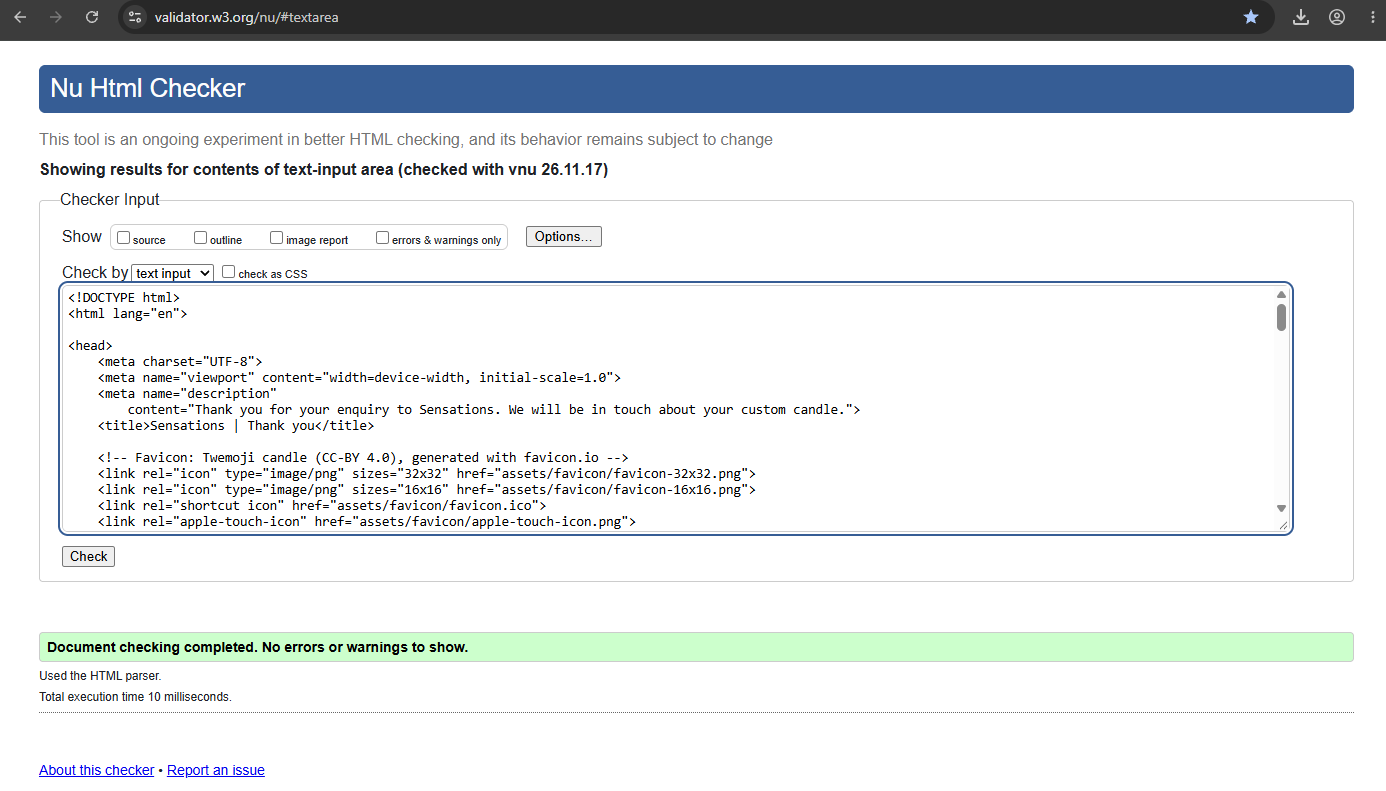 validator.w3.org/nu/#textarea
Nu Html Checker
This tool is an ongoing experiment in better HTML checking, and its behavior remains subject to change
Showing results for contents of text-input area (checked with vnu 26.11.17)
Checker Input
Show source outline image report errors & warnings only Options...
Check by text input check as CSS
<!DOCTYPE html>
<html lang="en">
<head>
<meta charset="UTF-8">
<meta name="viewport" content="width=device-width, initial-scale=1.0">
<meta name="description"
content="Thank you for your enquiry to Sensations. We will be in touch about your custom candle.">
<title>Sensations | Thank you</title>
<!-- Favicon: Twemoji candle (CC-BY 4.0), generated with favicon.io -->
<link rel="icon" type="image/png" sizes="32x32" href="assets/favicon/favicon-32x32.png">
<link rel="icon" type="image/png" sizes="16x16" href="assets/favicon/favicon-16x16.png">
<link rel="shortcut icon" href="assets/favicon/favicon.ico">
<link rel="apple-touch-icon" href="assets/favicon/apple-touch-icon.png">
Check
Document checking completed. No errors or warnings to show.
Used the HTML parser.
Total execution time 10 milliseconds.
About this checker • Report an issue